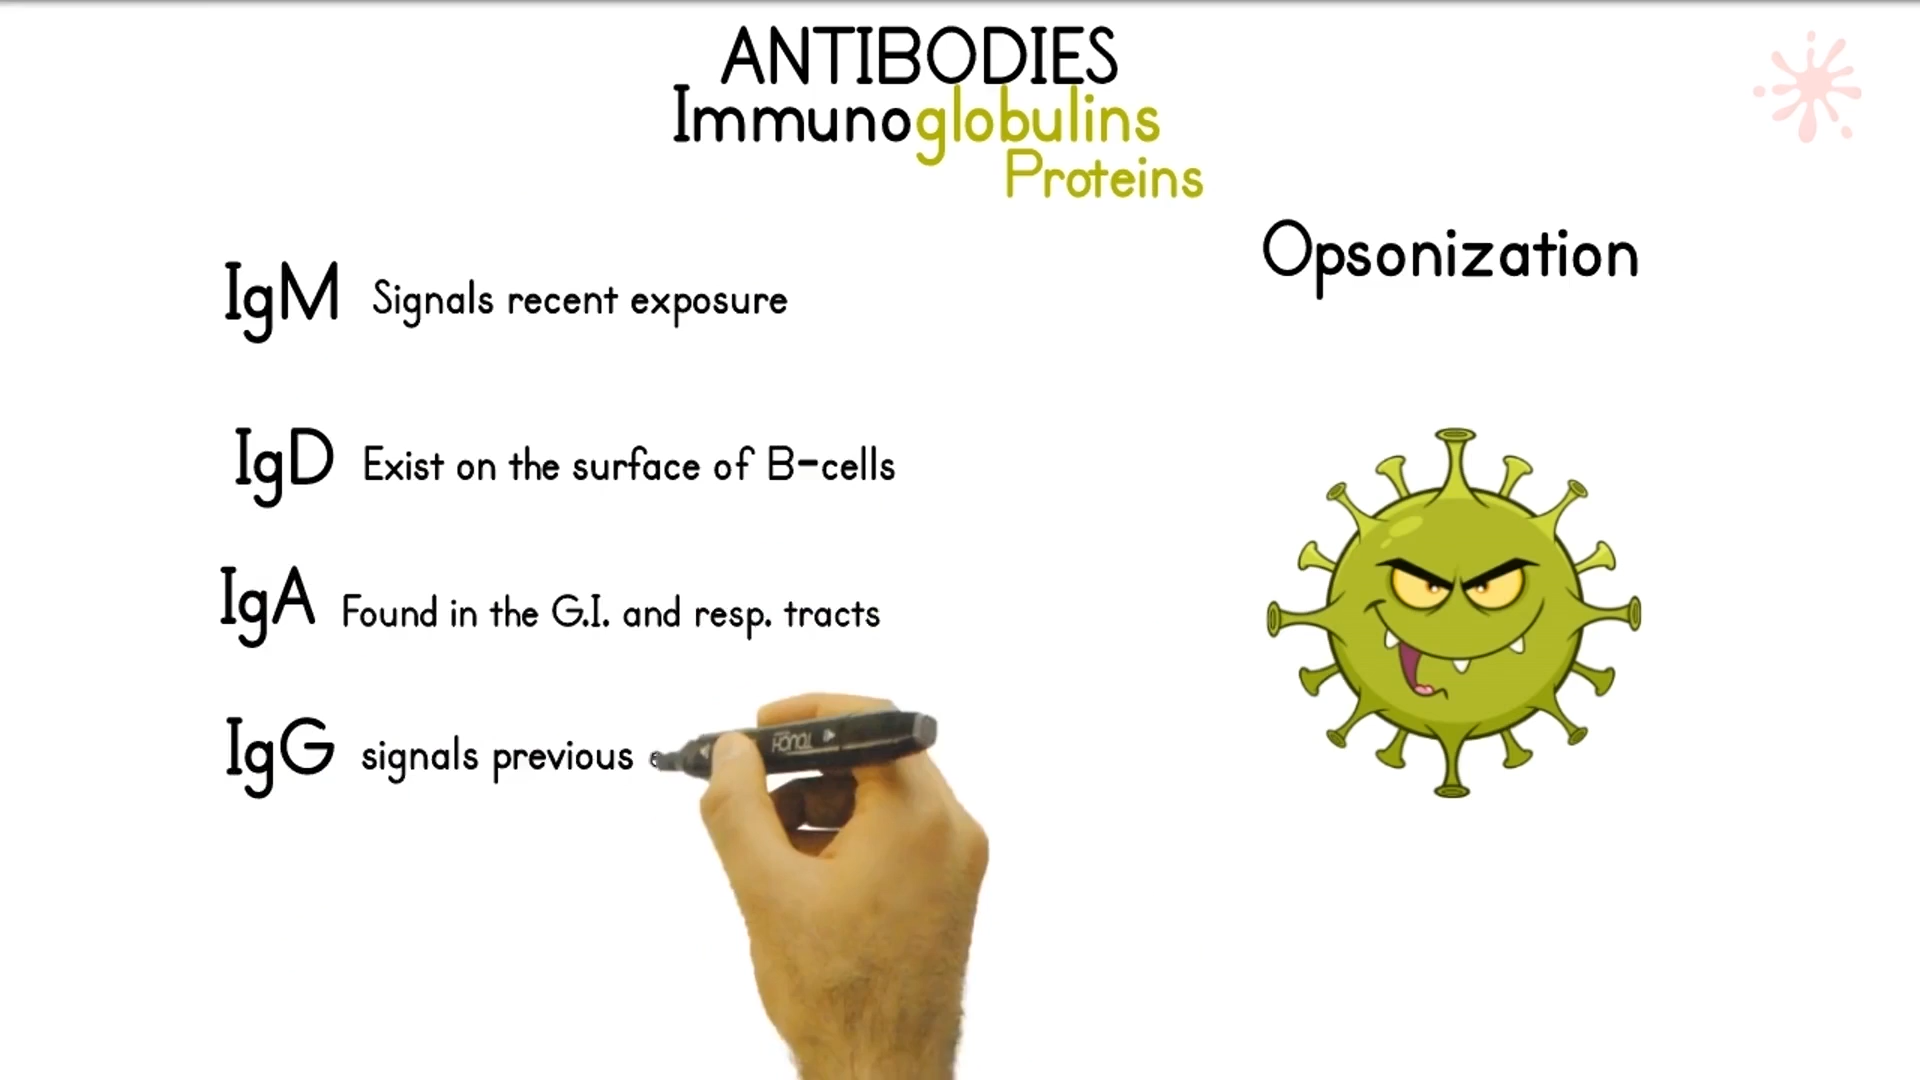 ANTIBODIES
Immunoglobulins
Proteins
Opsonization
IgM Signals recent exposure
IgD Exist on the surface of B-cells
IgA Found in the G.I. and resp. tracts
IgG signals previous e
TOUCH